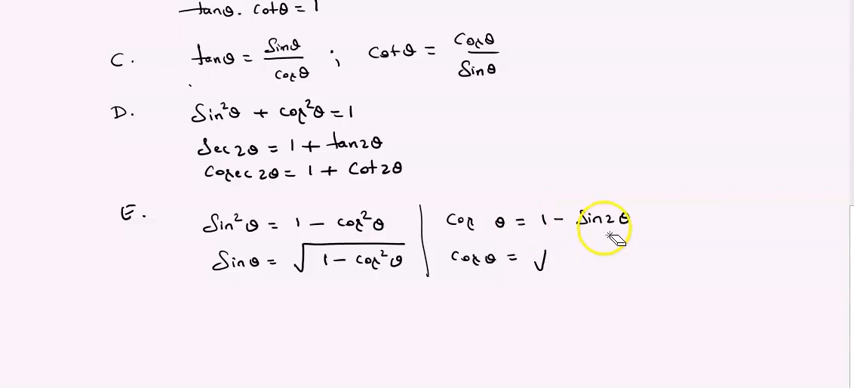 tanθ. cotθ = 1
C. tanθ = sinθ/cosθ ; cotθ = cosθ/sinθ
D. sin²θ + cos²θ = 1
sec2θ = 1 + tan2θ
cosec2θ = 1 + cot2θ
E. sin²θ = 1 - cos²θ | cos θ = 1 - sin2θ
sinθ = √(1 - cos²θ) | cosθ = √